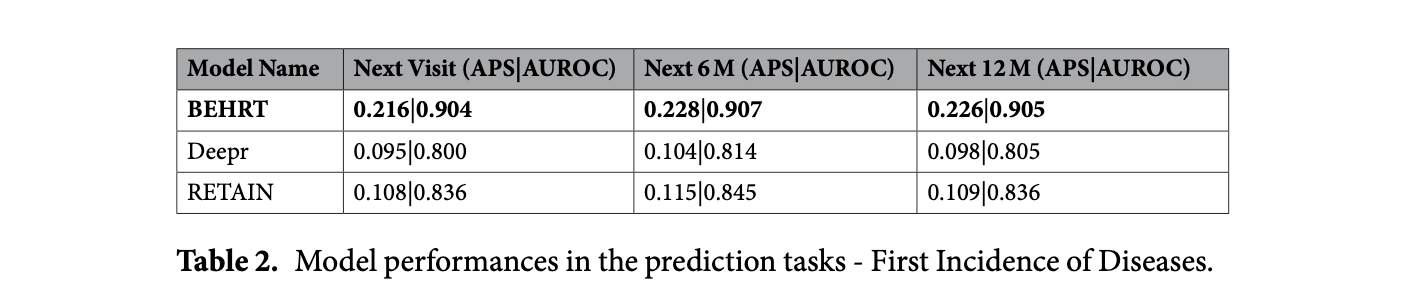 Model Name Next Visit (APS|AUROC) Next 6 M (APS|AUROC) Next 12 M (APS|AUROC)
BEHRT 0.216|0.904 0.228|0.907 0.226|0.905
Deepr 0.095|0.800 0.104|0.814 0.098|0.805
RETAIN 0.108|0.836 0.115|0.845 0.109|0.836
Table 2. Model performances in the prediction tasks - First Incidence of Diseases.